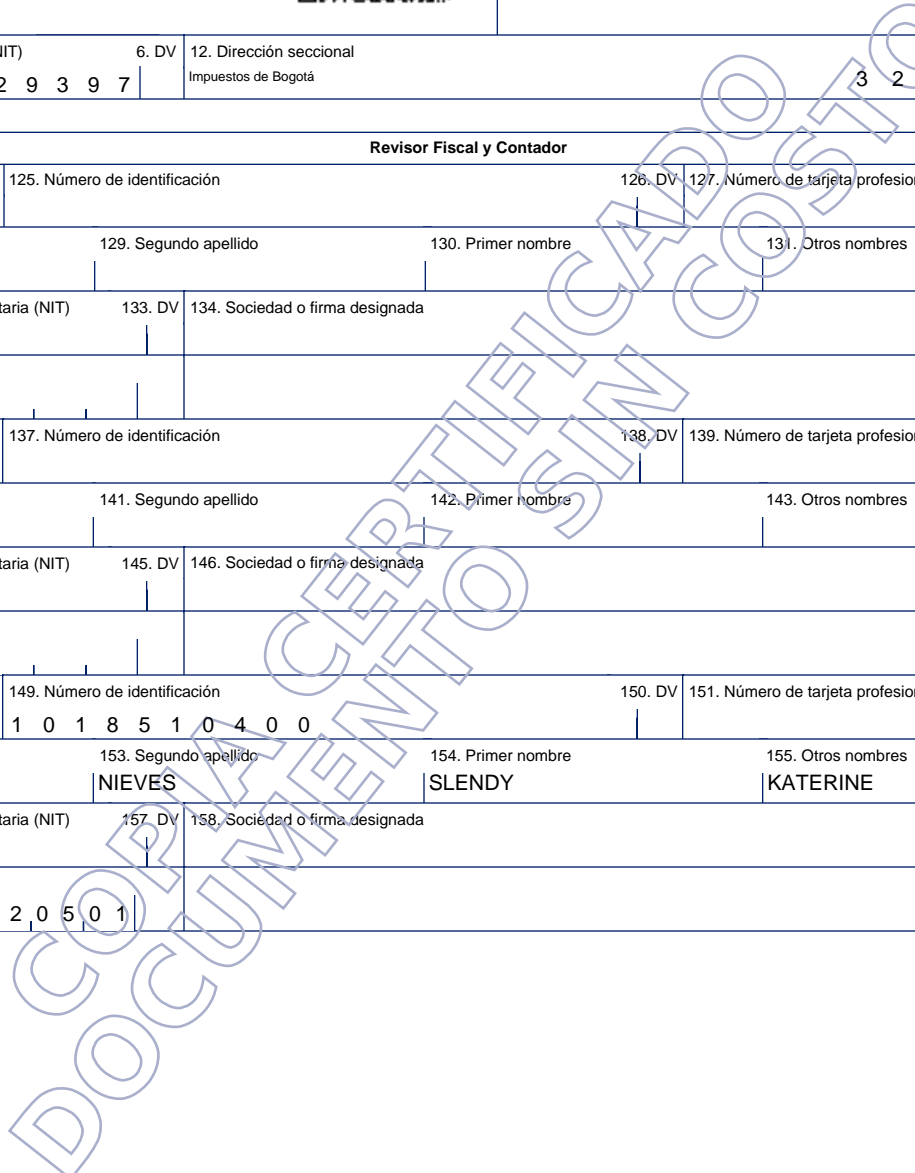 NIT) 6. DV 12. Dirección seccional
2 9 3 9 7 Impuestos de Bogotá 3 2
Revisor Fiscal y Contador
125. Número de identificación 126. DV 127. Número de tarjeta profesion
129. Segundo apellido 130. Primer nombre 131. Otros nombres
taria (NIT) 133. DV 134. Sociedad o firma designada
137. Número de identificación 138. DV 139. Número de tarjeta profesion
141. Segundo apellido 142. Primer nombre 143. Otros nombres
taria (NIT) 145. DV 146. Sociedad o firma designada
149. Número de identificación 150. DV 151. Número de tarjeta profesion
1 0 1 8 5 1 0 4 0 0
153. Segundo apellido 154. Primer nombre 155. Otros nombres
NIEVES SLENDY KATERINE
taria (NIT) 157. DV 158. Sociedad o firma designada
2 0 5 0 1
COPIA CERTIFICADO
DOCUMENTO SIN COSTO